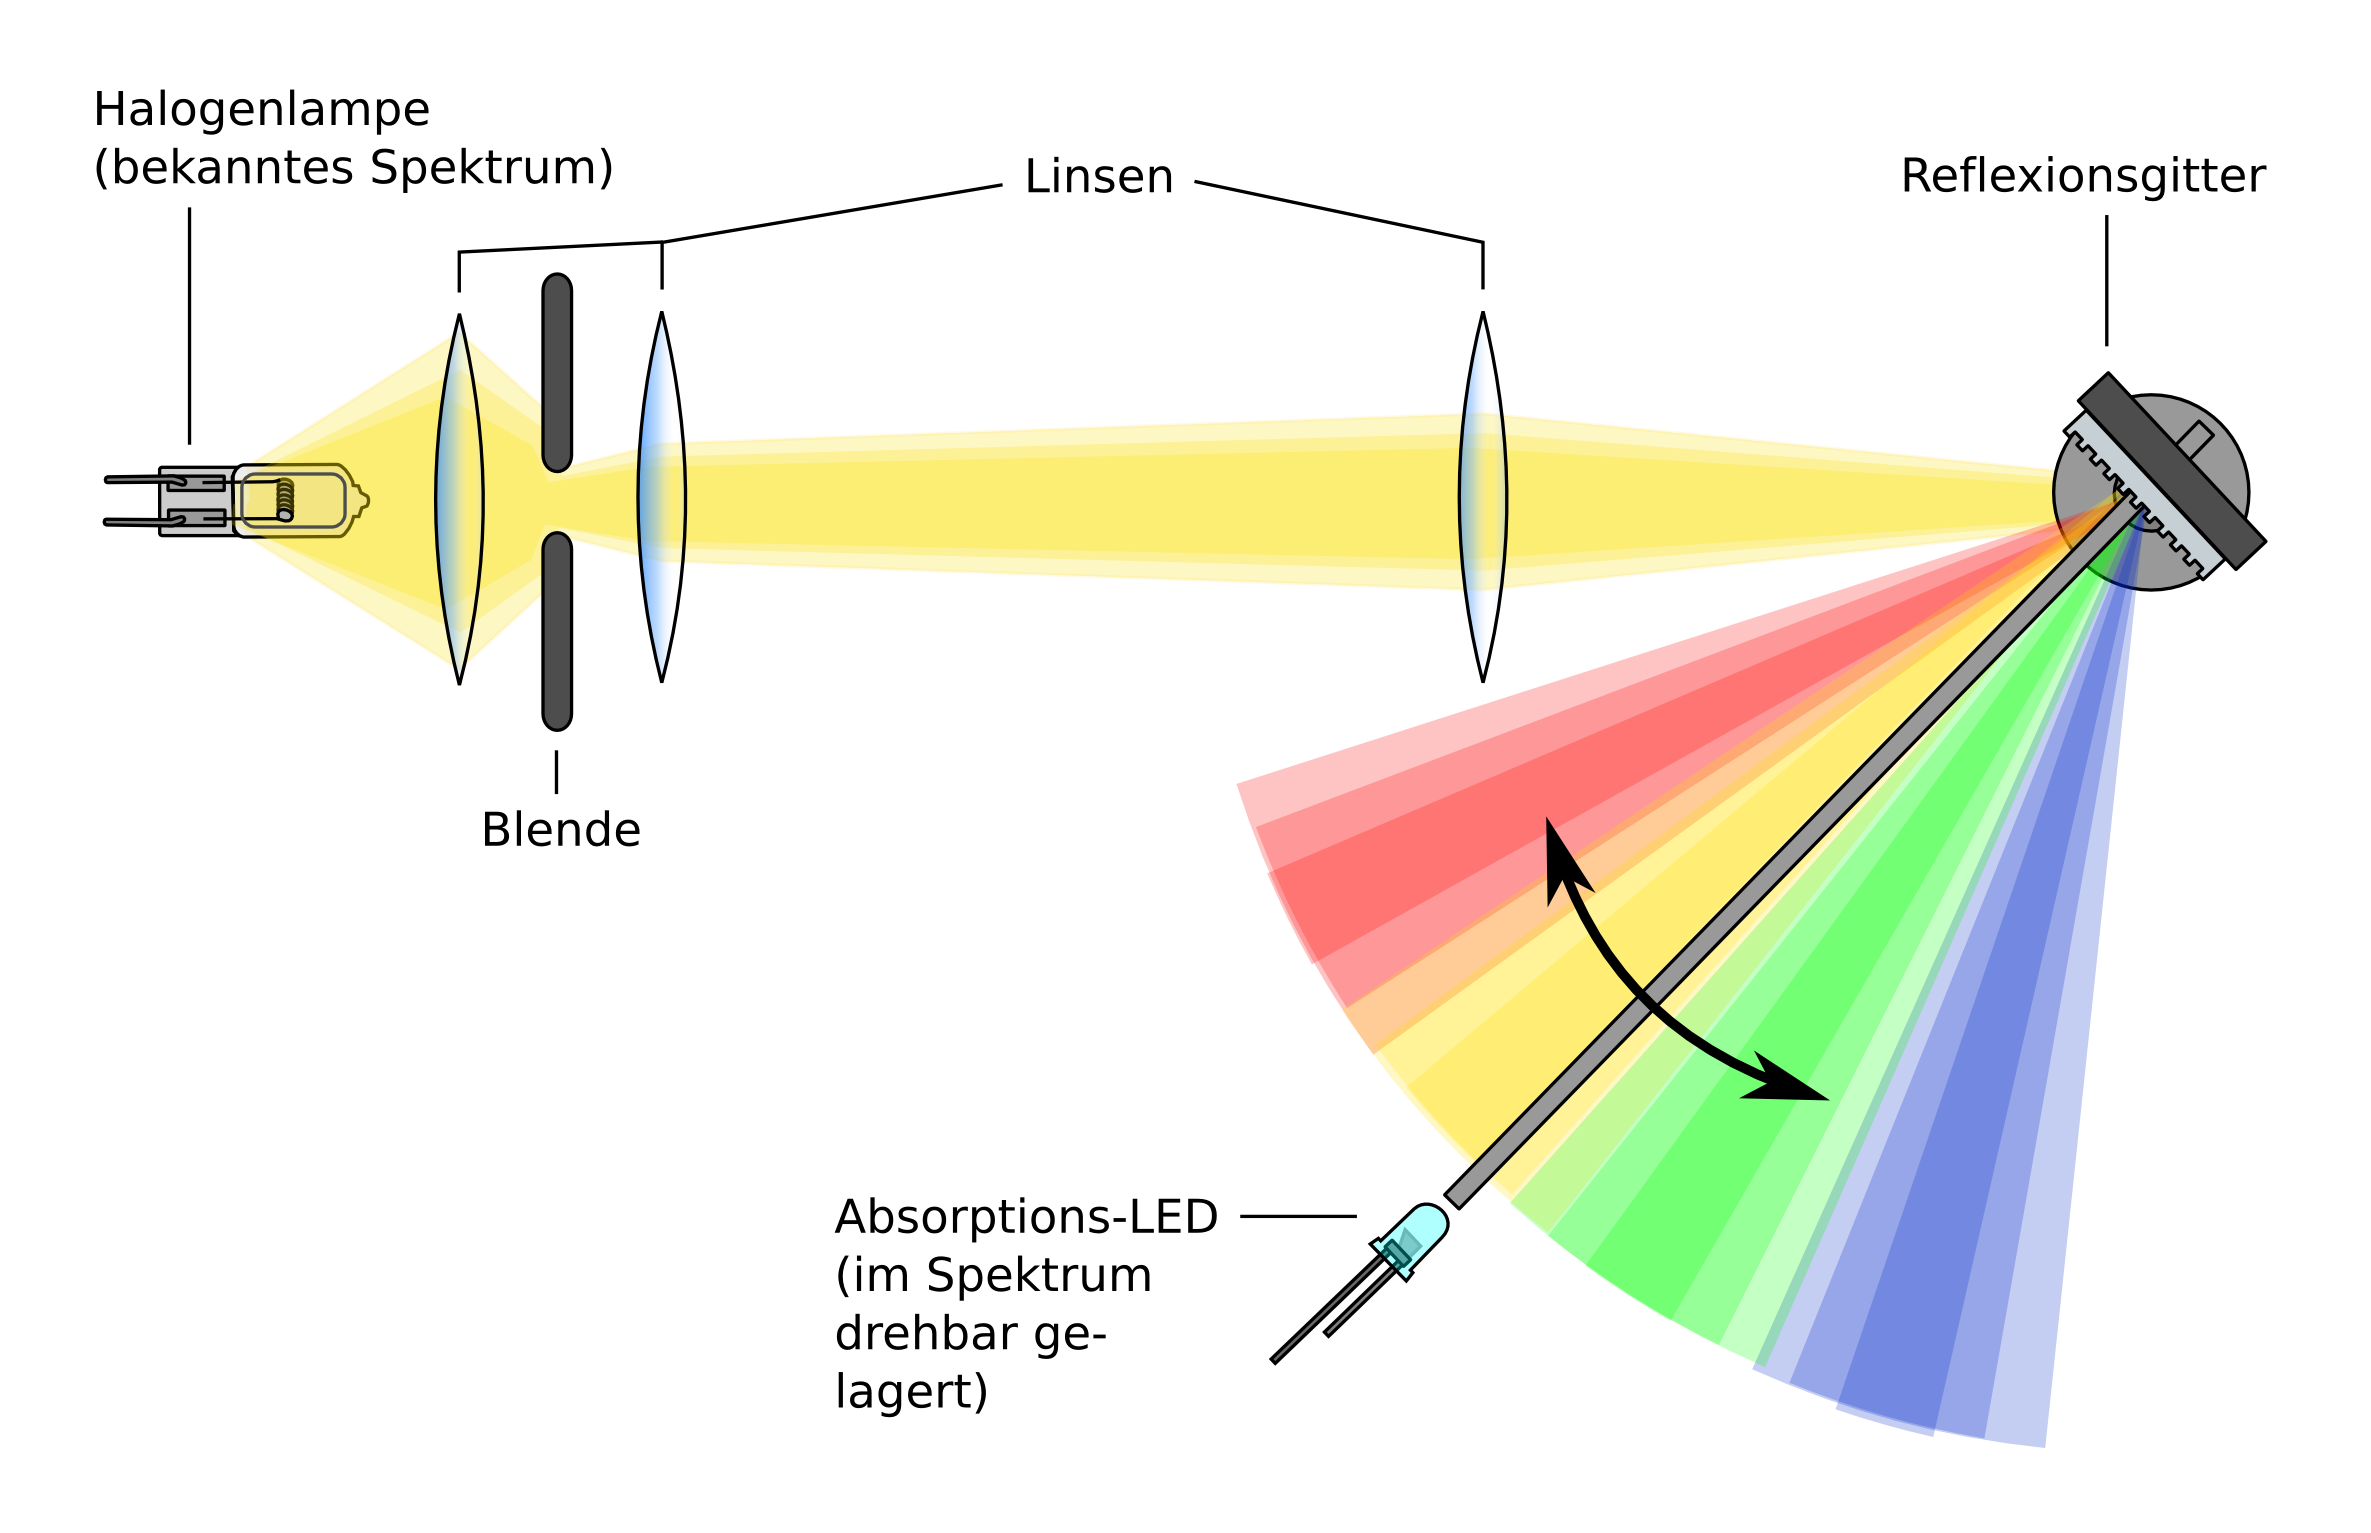 Halogenlampe
(bekanntes Spektrum)
Linsen
Reflexionsgitter
Blende
Absorptions-LED
(im Spektrum
drehbar ge-
lagert)